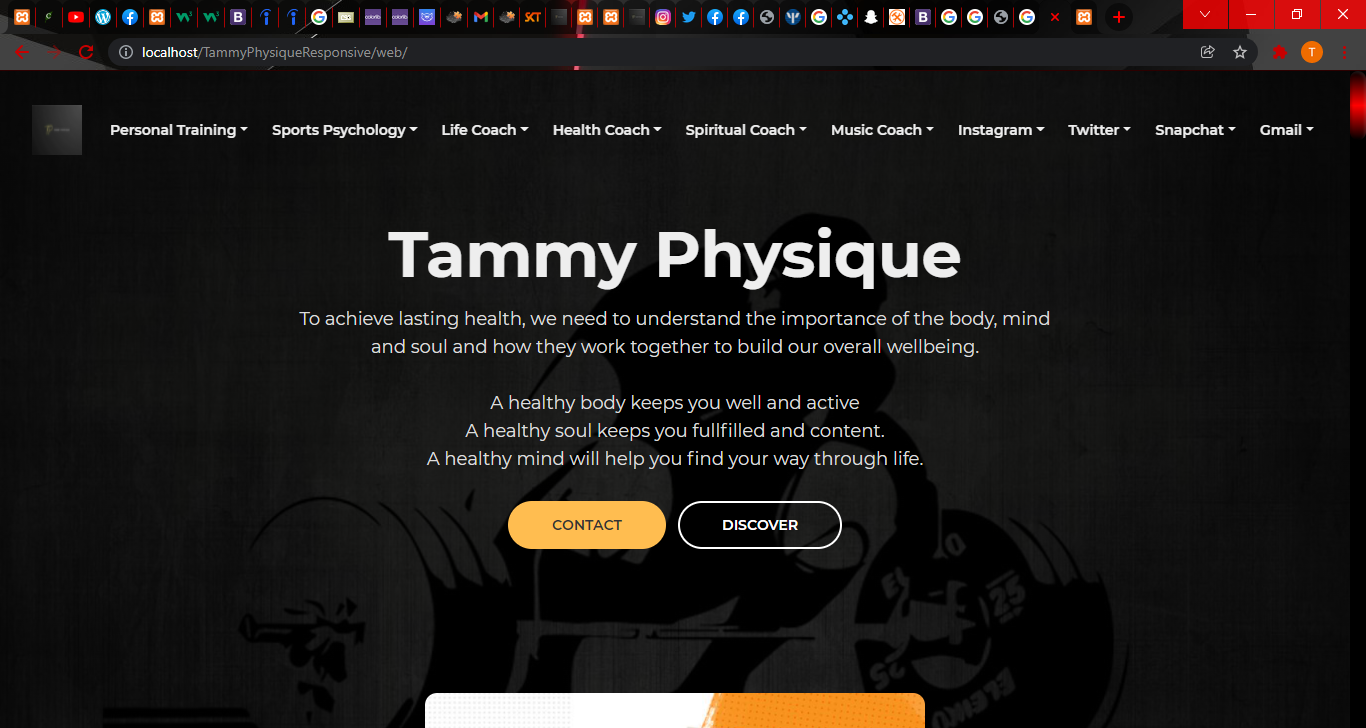 localhost/TammyPhysiqueResponsive/web/
T
Personal Training Sports Psychology Life Coach Health Coach Spiritual Coach Music Coach Instagram Twitter Snapchat Gmail
Tammy Physique
To achieve lasting health, we need to understand the importance of the body, mind
and soul and how they work together to build our overall wellbeing.
A healthy body keeps you well and active
A healthy soul keeps you fullfilled and content.
A healthy mind will help you find your way through life.
CONTACT DISCOVER